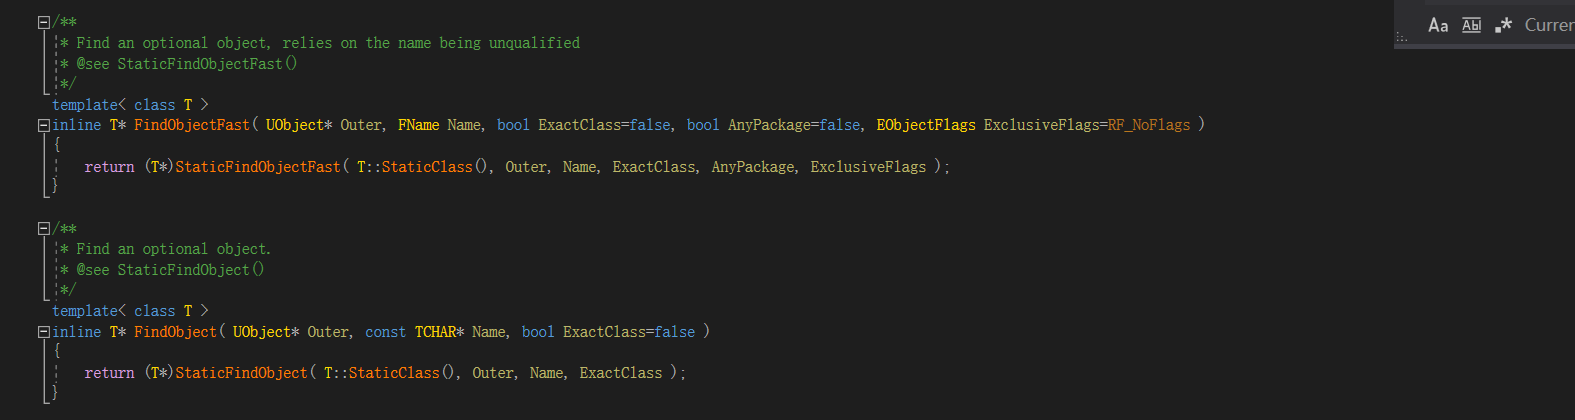 /**
* Find an optional object, relies on the name being unqualified
* @see StaticFindObjectFast()
*/
template< class T >
inline T* FindObjectFast( UObject* Outer, FName Name, bool ExactClass=false, bool AnyPackage=false, EObjectFlags ExclusiveFlags=RF_NoFlags )
{
return (T*)StaticFindObjectFast( T::StaticClass(), Outer, Name, ExactClass, AnyPackage, ExclusiveFlags );
}
/**
* Find an optional object.
* @see StaticFindObject()
*/
template< class T >
inline T* FindObject( UObject* Outer, const TCHAR* Name, bool ExactClass=false )
{
return (T*)StaticFindObject( T::StaticClass(), Outer, Name, ExactClass );
}
Aa Abl .* Curren